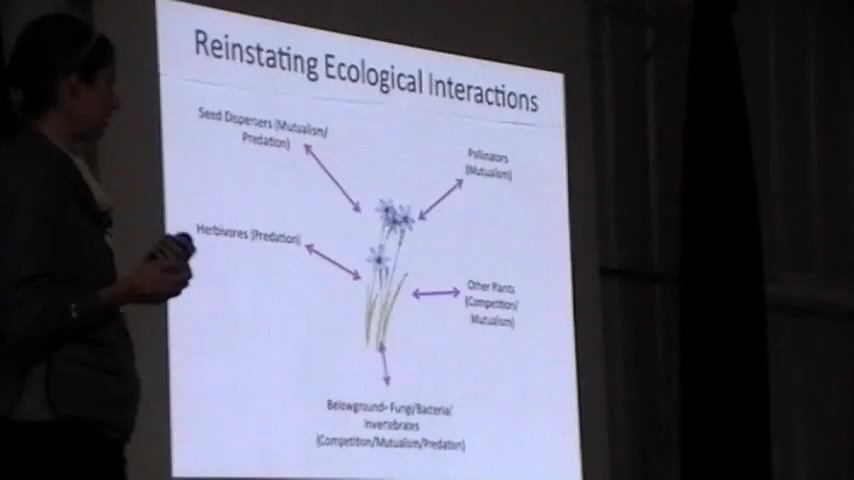 Reinstating Ecological Interactions
Seed Dispersers (Mutualism/
Predation)
Pollinators
(Mutualism)
Herbivores (Predation)
Other Plants
(Competition/
Mutualism)
Belowground- Fungi/Bacteria/
Invertebrates
(Competition/Mutualism/Predation)